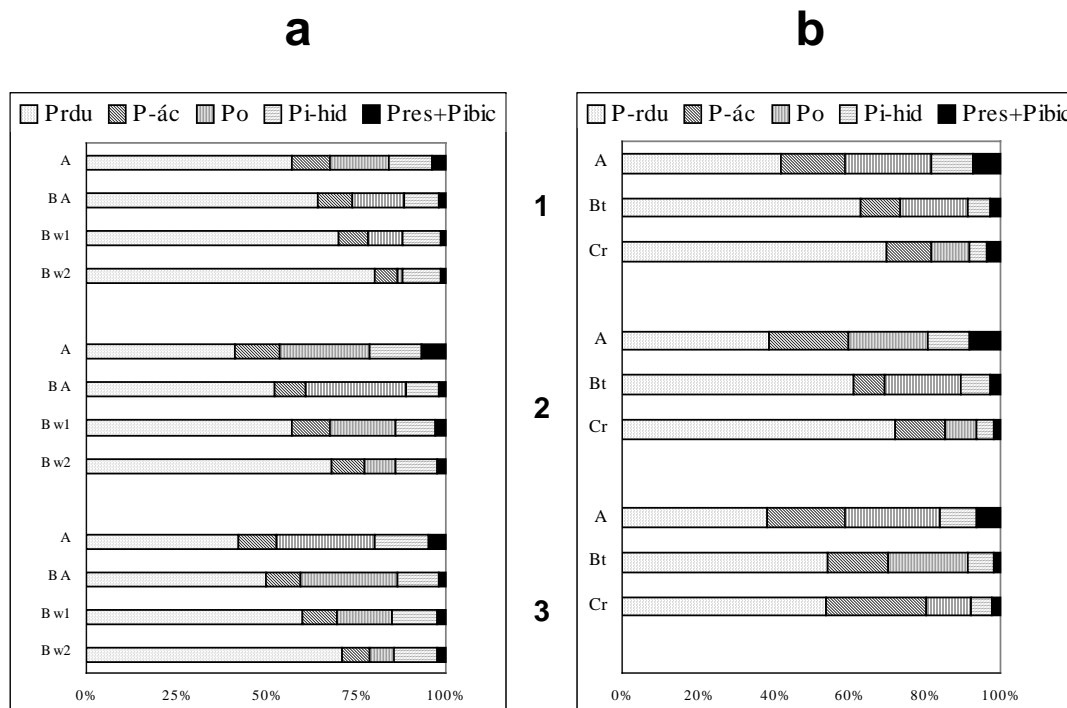 a
b
Prdu P-ác Po Pi-hid Pres+Pibic
A
B A
B w1
B w2
A
B A
B w1
B w2
A
B A
B w1
B w2
0% 25% 50% 75% 100%
1
2
3
P-rdu P-ác Po Pi-hid Pres+Pibic
A
Bt
Cr
A
Bt
Cr
A
Bt
Cr
0% 20% 40% 60% 80% 100%